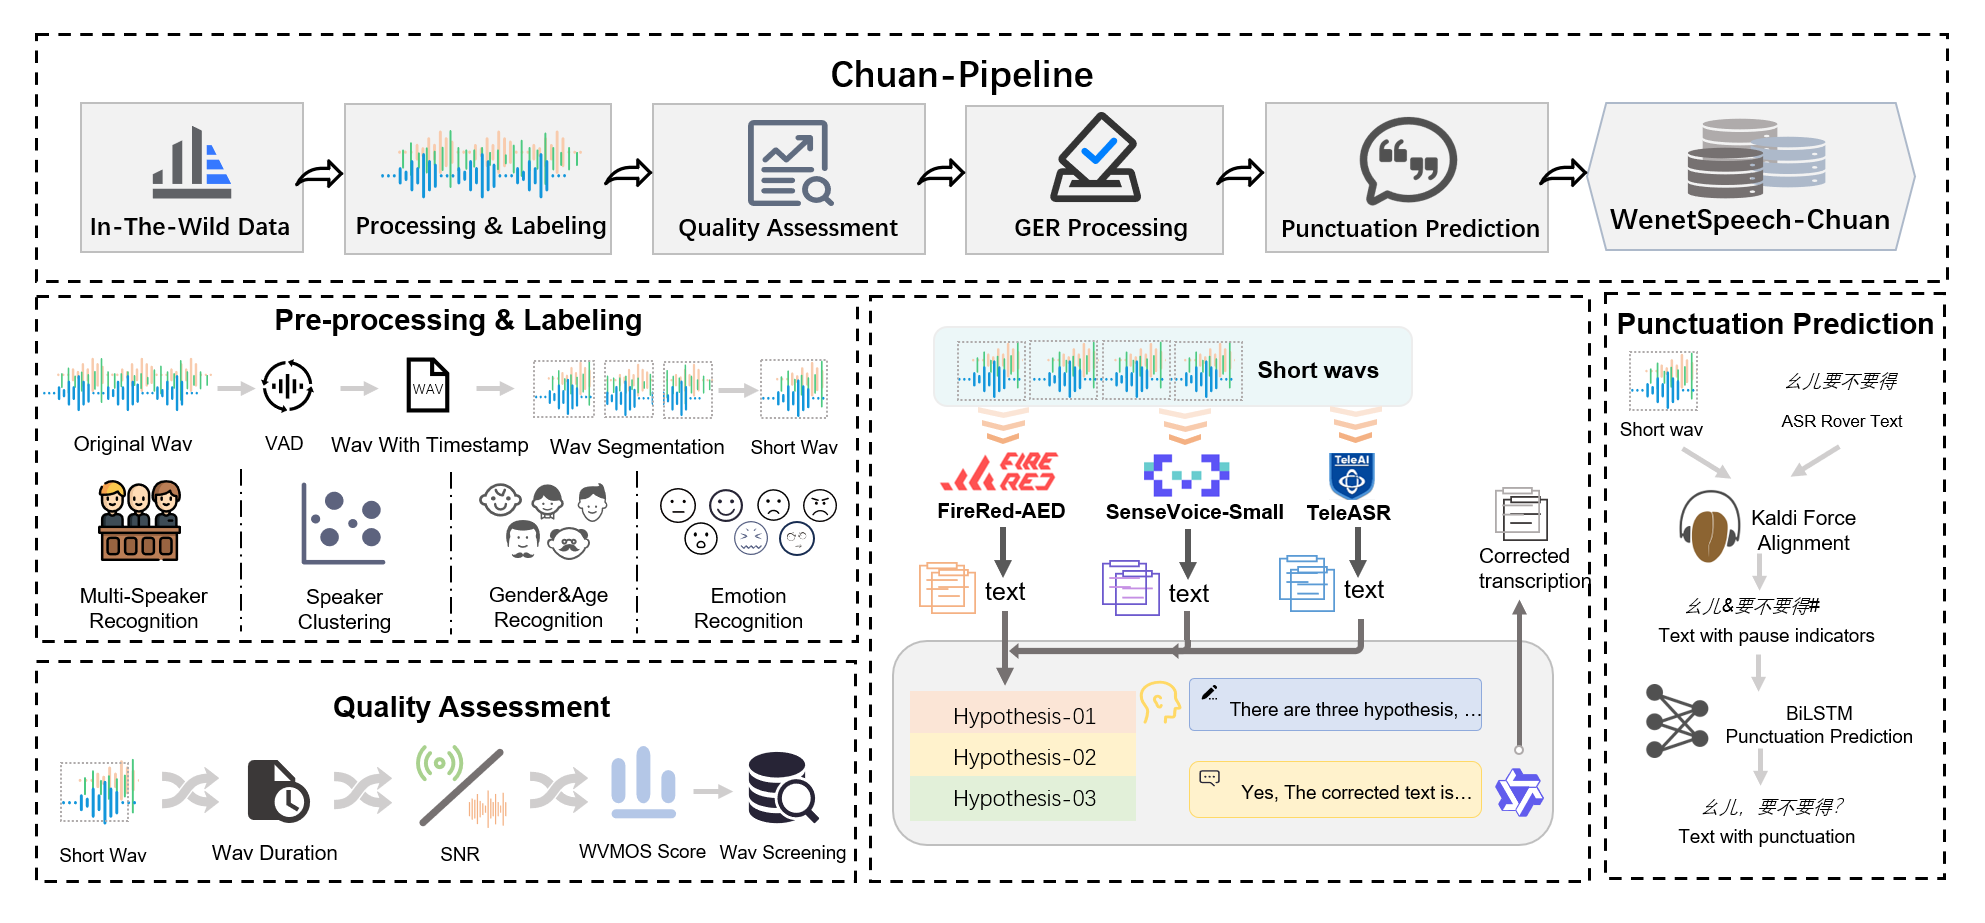 Chuan-Pipeline
In-The-Wild Data
Processing & Labeling
Quality Assessment
GER Processing
Punctuation Prediction
WenetSpeech-Chuan
Pre-processing & Labeling
Original Wav
VAD
WAV
Wav With Timestamp
Wav Segmentation
Short Wav
Multi-Speaker
Recognition
Speaker
Clustering
Gender&Age
Recognition
Emotion
Recognition
Quality Assessment
Short Wav
Wav Duration
SNR
WVMOS Score
Wav Screening
Short wavs
FIRE
RED
FireRed-AED
SenseVoice-Small
TeleAI
TeleASR
text
text
text
Corrected
transcription
Hypothesis-01
Hypothesis-02
Hypothesis-03
There are three hypothesis, ...
Yes, The corrected text is...
Punctuation Prediction
Short wav
幺儿要不要得
ASR Rover Text
Kaldi Force
Alignment
幺儿&要不要得#
Text with pause indicators
BiLSTM
Punctuation Prediction
幺儿，要不要得？
Text with punctuation